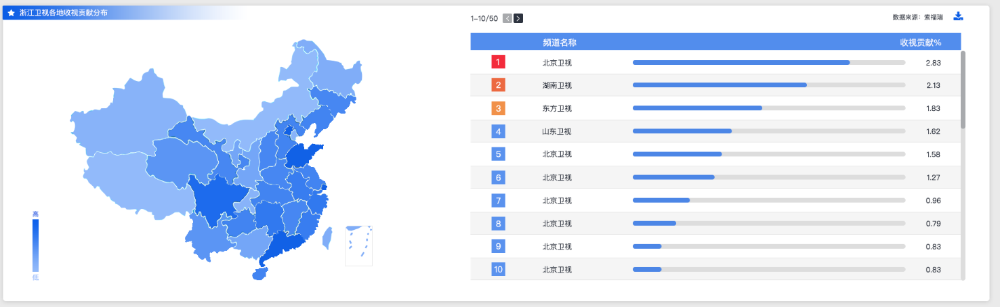 浙江卫视各地收视贡献分布
高
低
1-10/50
数据来源：索福瑞
频道名称 收视贡献%
1 北京卫视 2.83
2 湖南卫视 2.13
3 东方卫视 1.83
4 山东卫视 1.62
5 北京卫视 1.58
6 北京卫视 1.27
7 北京卫视 0.96
8 北京卫视 0.79
9 北京卫视 0.83
10 北京卫视 0.83